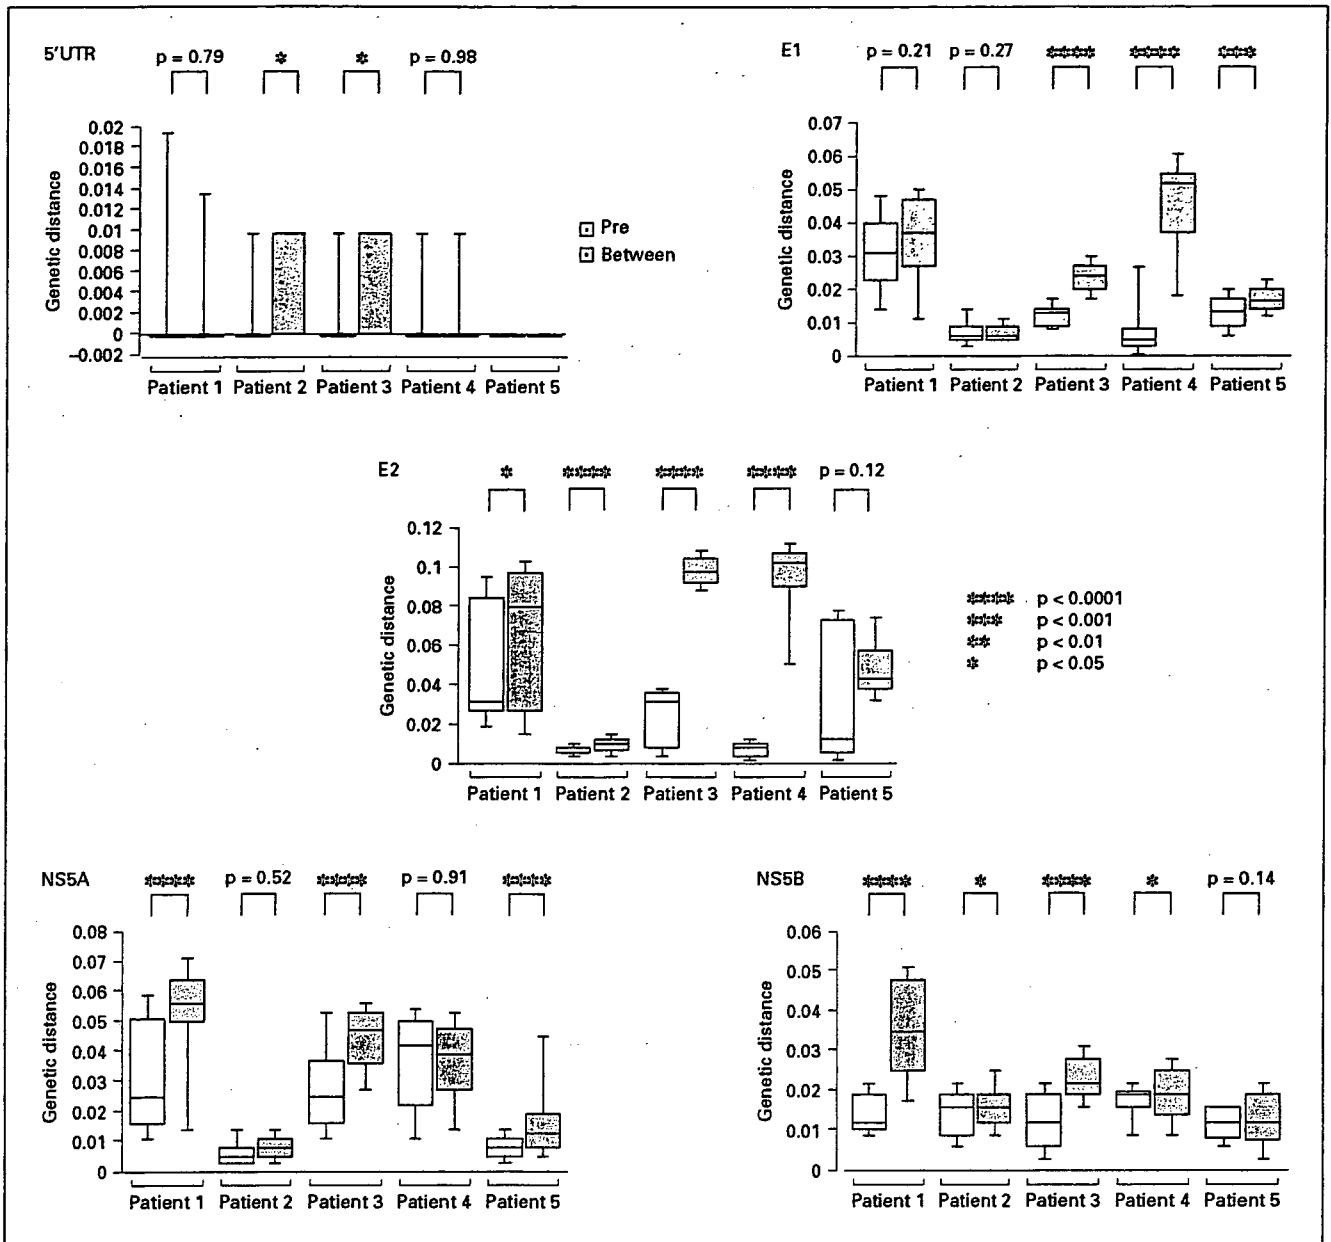 5′UTR
p = 0.79 * * p = 0.98
Genetic distance
0.02
0.018
0.016
0.014
0.012
0.01
0.008
0.006
0.004
0.002
0
–0.002
Patient 1 Patient 2 Patient 3 Patient 4 Patient 5
Pre
Between
E1
p = 0.21 p = 0.27 **** **** ***
Genetic distance
0.07
0.06
0.05
0.04
0.03
0.02
0.01
0
Patient 1 Patient 2 Patient 3 Patient 4 Patient 5
E2
* **** **** **** p = 0.12
Genetic distance
0.12
0.1
0.08
0.06
0.04
0.02
0
Patient 1 Patient 2 Patient 3 Patient 4 Patient 5
**** p < 0.0001
*** p < 0.001
** p < 0.01
* p < 0.05
NS5A
**** p = 0.52 **** p = 0.91 ****
Genetic distance
0.08
0.07
0.06
0.05
0.04
0.03
0.02
0.01
0
Patient 1 Patient 2 Patient 3 Patient 4 Patient 5
NS5B
**** * **** * p = 0.14
Genetic distance
0.06
0.05
0.04
0.03
0.02
0.01
0
Patient 1 Patient 2 Patient 3 Patient 4 Patient 5